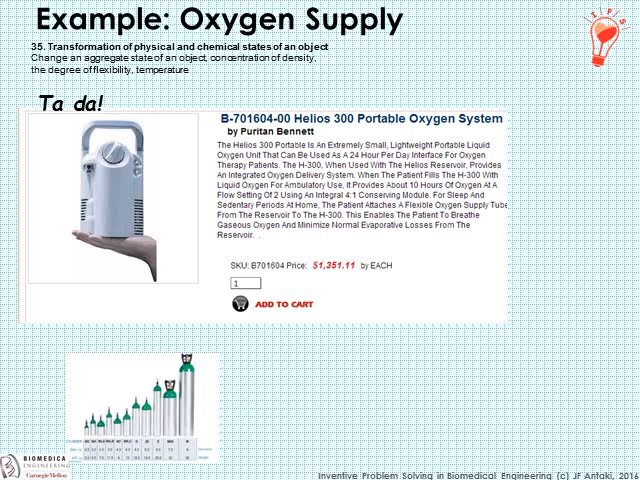 Example: Oxygen Supply
I P S
35. Transformation of physical and chemical states of an object
Change an aggregate state of an object, concentration of density,
the degree of flexibility, temperature
Ta da!
B-701604-00 Helios 300 Portable Oxygen System
by Puritan Bennett
The Helios 300 Portable Is An Extremely Small, Lightweight Portable Liquid
Oxygen Unit That Can Be Used As A 24 Hour Per Day Interface For Oxygen
Therapy Patients. The H-300, When Used With The Helios Reservoir, Provides
An Integrated Oxygen Delivery System. When The Patient Fills The H-300 With
Liquid Oxygen For Ambulatory Use, It Provides About 10 Hours Of Oxygen At A
Flow Setting Of 2 Using An Integral 4:1 Conserving Module. For Sleep And
Sedentary Periods At Home, The Patient Attaches A Flexible Oxygen Supply Tube
From The Reservoir To The H-300. This Enables The Patient To Breathe
Gaseous Oxygen And Minimize Normal Evaporative Losses From The
Reservoir. .
SKU: B701604 Price: $1,351.11 by EACH
1
ADD TO CART
CYLINDER
BIOMEDICA
ENGINEERING
Carnegie Mellon
Inventive Problem Solving in Biomedical Engineering (c) JF Antaki, 2016